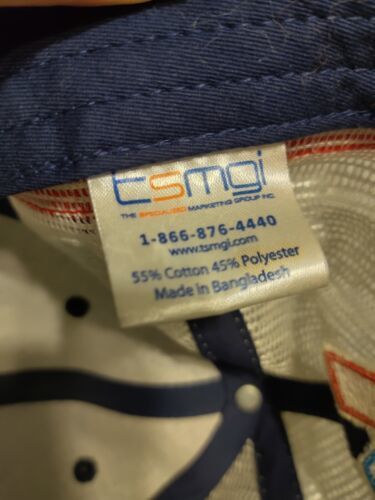 tsmgi
THE SPECIALIZED MARKETING GROUP INC.
1-866-876-4440
www.tsmgi.com
55% Cotton 45% Polyester
Made in Bangladesh